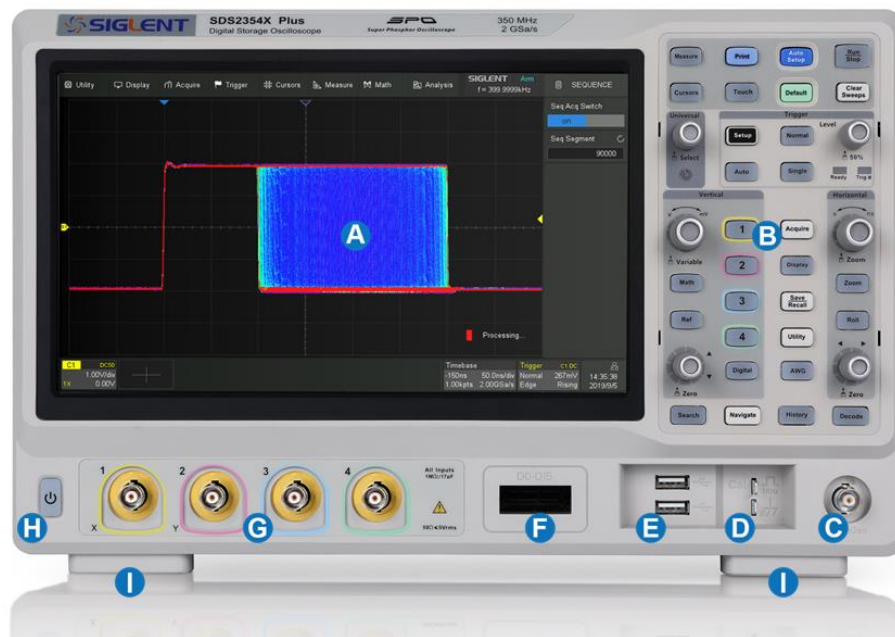 SIGLENT
SDS2354X Plus
Digital Storage Oscilloscope
SPO
Super Phosphor Oscilloscope
350 MHz
2 GSa/s
Utility
Display
Acquire
Trigger
Cursors
Measure
Math
Analysis
SIGLENT Arm
f = 399.9999kHz
SEQUENCE
Seq Acq Switch
on
Seq Segment
90000
A
Processing...
C1 DC50
1.00V/div
1X 0.00V
Timebase
-150ns 50.0ns/div
1.00kpts 2.00GSa/s
Trigger C1 DC
Normal 267mV
Edge Rising
14:35:38
2019/9/5
Measure
Print
Auto
Setup
Run
Stop
Cursors
Touch
Default
Clear
Sweeps
Universal
Select
Trigger
Setup
Normal
Level
Auto
Single
50%
Ready
Trig'd
Vertical
Horizontal
V
mV
Variable
1
B
Acquire
Zoom
2
Display
Math
3
Save
Recall
Zoom
Ref
4
Utility
Roll
Digital
AWG
Zero
Zero
Search
Navigate
History
Decode
H
1
2
3
4
X
Y
G
All Inputs
D0-D15
F
E
D
C
I
I